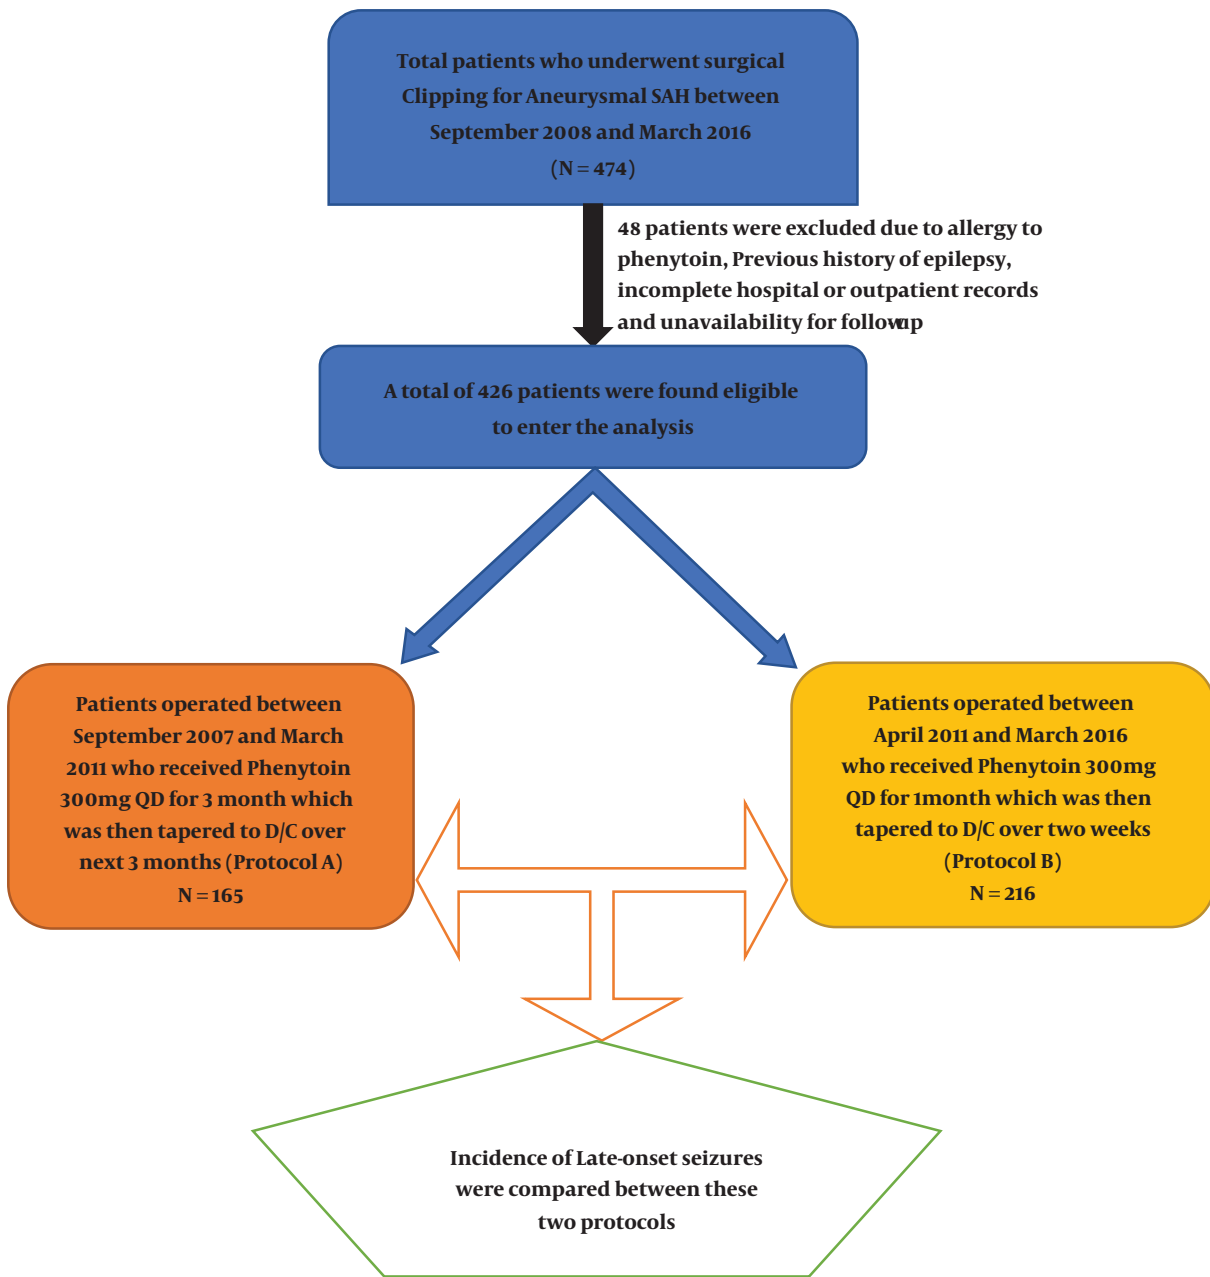 Total patients who underwent surgical
Clipping for Aneurysmal SAH between
September 2008 and March 2016
(N = 474)
48 patients were excluded due to allergy to
phenytoin, Previous history of epilepsy,
incomplete hospital or outpatient records
and unavailability for follow-up
A total of 426 patients were found eligible
to enter the analysis
Patients operated between
September 2007 and March
2011 who received Phenytoin
300mg QD for 3 month which
was then tapered to D/C over
next 3 months (Protocol A)
N = 165
Patients operated between
April 2011 and March 2016
who received Phenytoin 300mg
QD for 1month which was then
tapered to D/C over two weeks
(Protocol B)
N = 216
Incidence of Late-onset seizures
were compared between these
two protocols